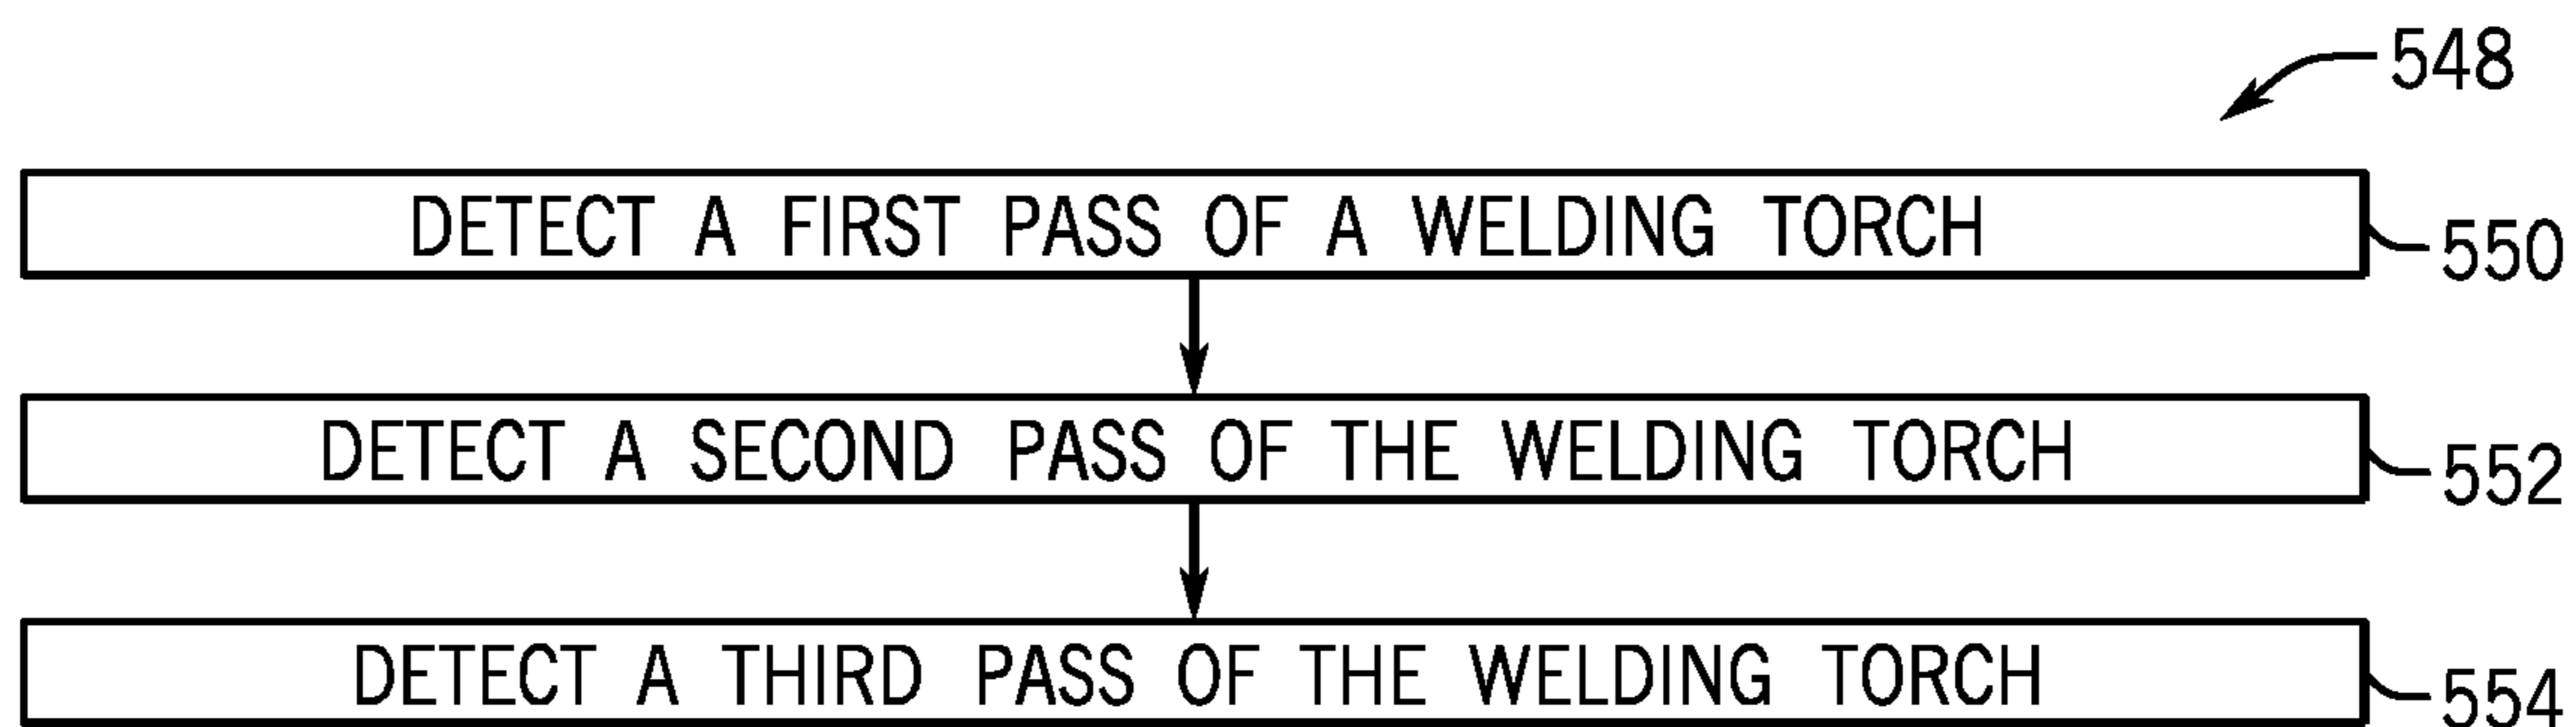 548
DETECT A FIRST PASS OF A WELDING TORCH
550
DETECT A SECOND PASS OF THE WELDING TORCH
552
DETECT A THIRD PASS OF THE WELDING TORCH
554